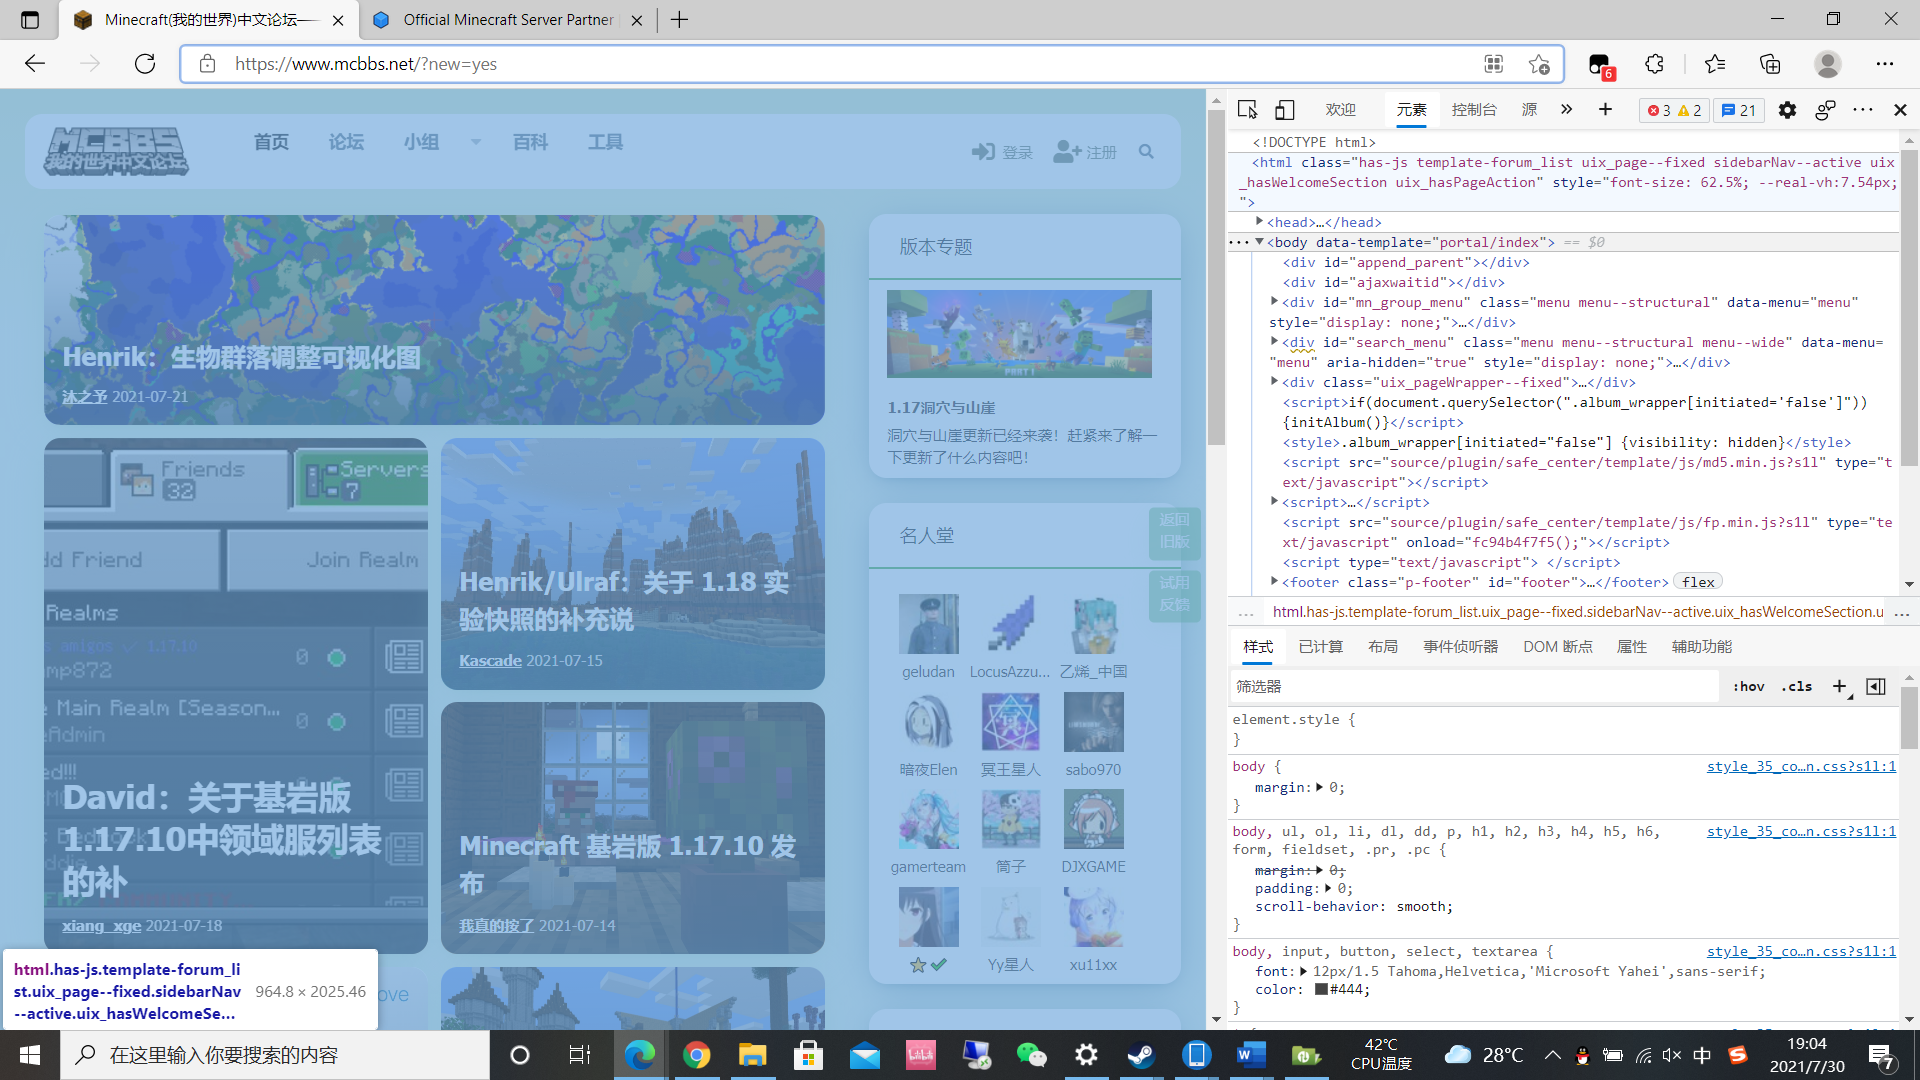 Minecraft(我的世界)中文论坛——
Official Minecraft Server Partner
https://www.mcbbs.net/?new=yes
6
MCBBS
我的世界中文论坛
首页
论坛
小组
百科
工具
登录
注册
Henrik：生物群落调整可视化图
沐之予 2021-07-21
版本专题
PART I
1.17洞穴与山崖
洞穴与山崖更新已经来袭！赶紧来了解一
下更新了什么内容吧！
Friends
32
Servers
7
dd Friend
Join Realm
Realms
s amigos 1.17.10
mp872
0
e Main Realm [Season...
eAdmin
0
ed!!!
David：关于基岩版
1.17.10中领域服列表
的补
xiang_xge 2021-07-18
Henrik/Ulraf：关于 1.18 实
验快照的补充说
Kascade 2021-07-15
Minecraft 基岩版 1.17.10 发
布
我真的按了 2021-07-14
名人堂
返回
旧版
试用
反馈
geludan
LocusAzzu...
乙烯_中国
暗夜Elen
冥王星人
sabo970
gamerteam
筒子
DJXGAME
Yy星人
xu11xx
html.has-js.template-forum_li
st.uix_page--fixed.sidebarNav
--active.uix_hasWelcomeSe...
964.8 × 2025.46
ove
欢迎
元素
控制台
源
3
2
21
<!DOCTYPE html>
<html class="has-js template-forum_list uix_page--fixed sidebarNav--active uix
_hasWelcomeSection uix_hasPageAction" style="font-size: 62.5%; --real-vh:7.54px;
">
<head>…</head>
<body data-template="portal/index"> == $0
<div id="append_parent"></div>
<div id="ajaxwaitid"></div>
<div id="mn_group_menu" class="menu menu--structural" data-menu="menu"
style="display: none;">…</div>
<div id="search_menu" class="menu menu--structural menu--wide" data-menu=
"menu" aria-hidden="true" style="display: none;">…</div>
<div class="uix_pageWrapper--fixed">…</div>
<script>if(document.querySelector(".album_wrapper[initiated='false']"))
{initAlbum()}</script>
<style>.album_wrapper[initiated="false"] {visibility: hidden}</style>
<script src="source/plugin/safe_center/template/js/md5.min.js?s1l" type="t
ext/javascript"></script>
<script>…</script>
<script src="source/plugin/safe_center/template/js/fp.min.js?s1l" type="te
xt/javascript" onload="fc94b4f7f5();"></script>
<script type="text/javascript"> </script>
<footer class="p-footer" id="footer">…</footer> flex
... html.has-js.template-forum_list.uix_page--fixed.sidebarNav--active.uix_hasWelcomeSection.u ...
样式
已计算
布局
事件侦听器
DOM 断点
属性
辅助功能
筛选器
:hov
.cls
element.style {
}
body {
style_35_co…n.css?s1l:1
margin: 0;
}
body, ul, ol, li, dl, dd, p, h1, h2, h3, h4, h5, h6,
style_35_co…n.css?s1l:1
form, fieldset, .pr, .pc {
margin: 0;
padding: 0;
scroll-behavior: smooth;
}
body, input, button, select, textarea {
style_35_co…n.css?s1l:1
font: 12px/1.5 Tahoma,Helvetica,'Microsoft Yahei',sans-serif;
color: #444;
}
在这里输入你要搜索的内容
42℃
CPU温度
28°C
中
19:04
2021/7/30
7